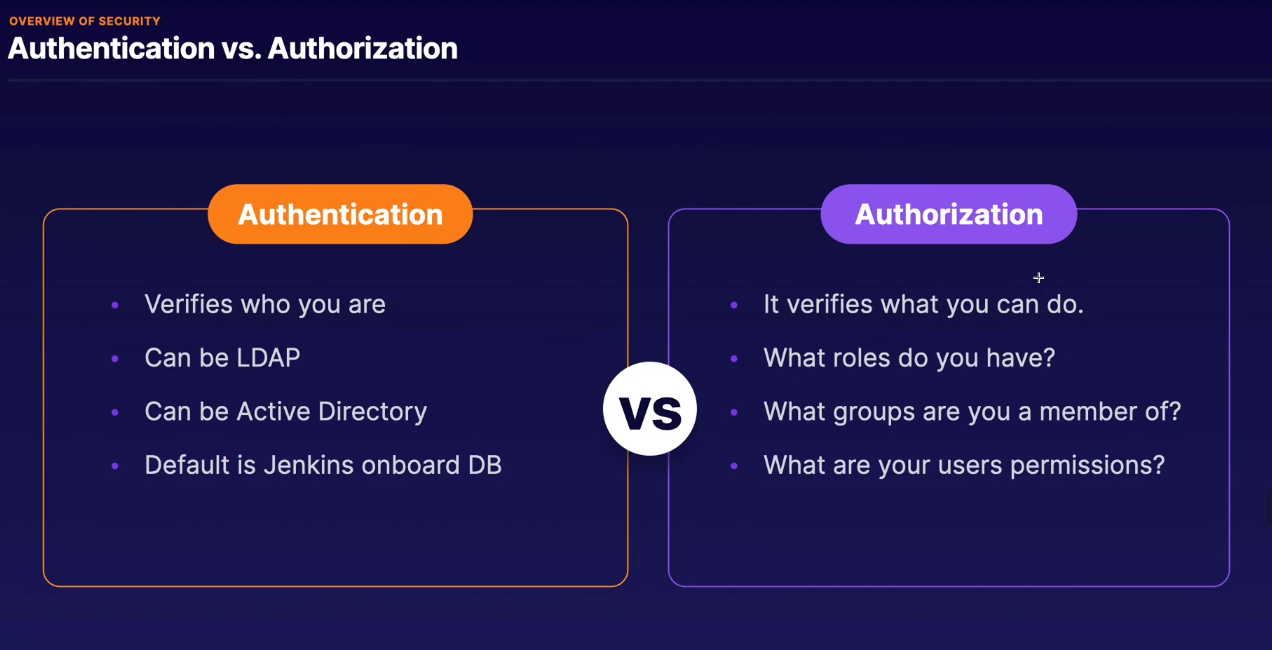 OVERVIEW OF SECURITY
Authentication vs. Authorization
Authentication
• Verifies who you are
• Can be LDAP
• Can be Active Directory
• Default is Jenkins onboard DB
vs
Authorization
• It verifies what you can do.
• What roles do you have?
• What groups are you a member of?
• What are your users permissions?